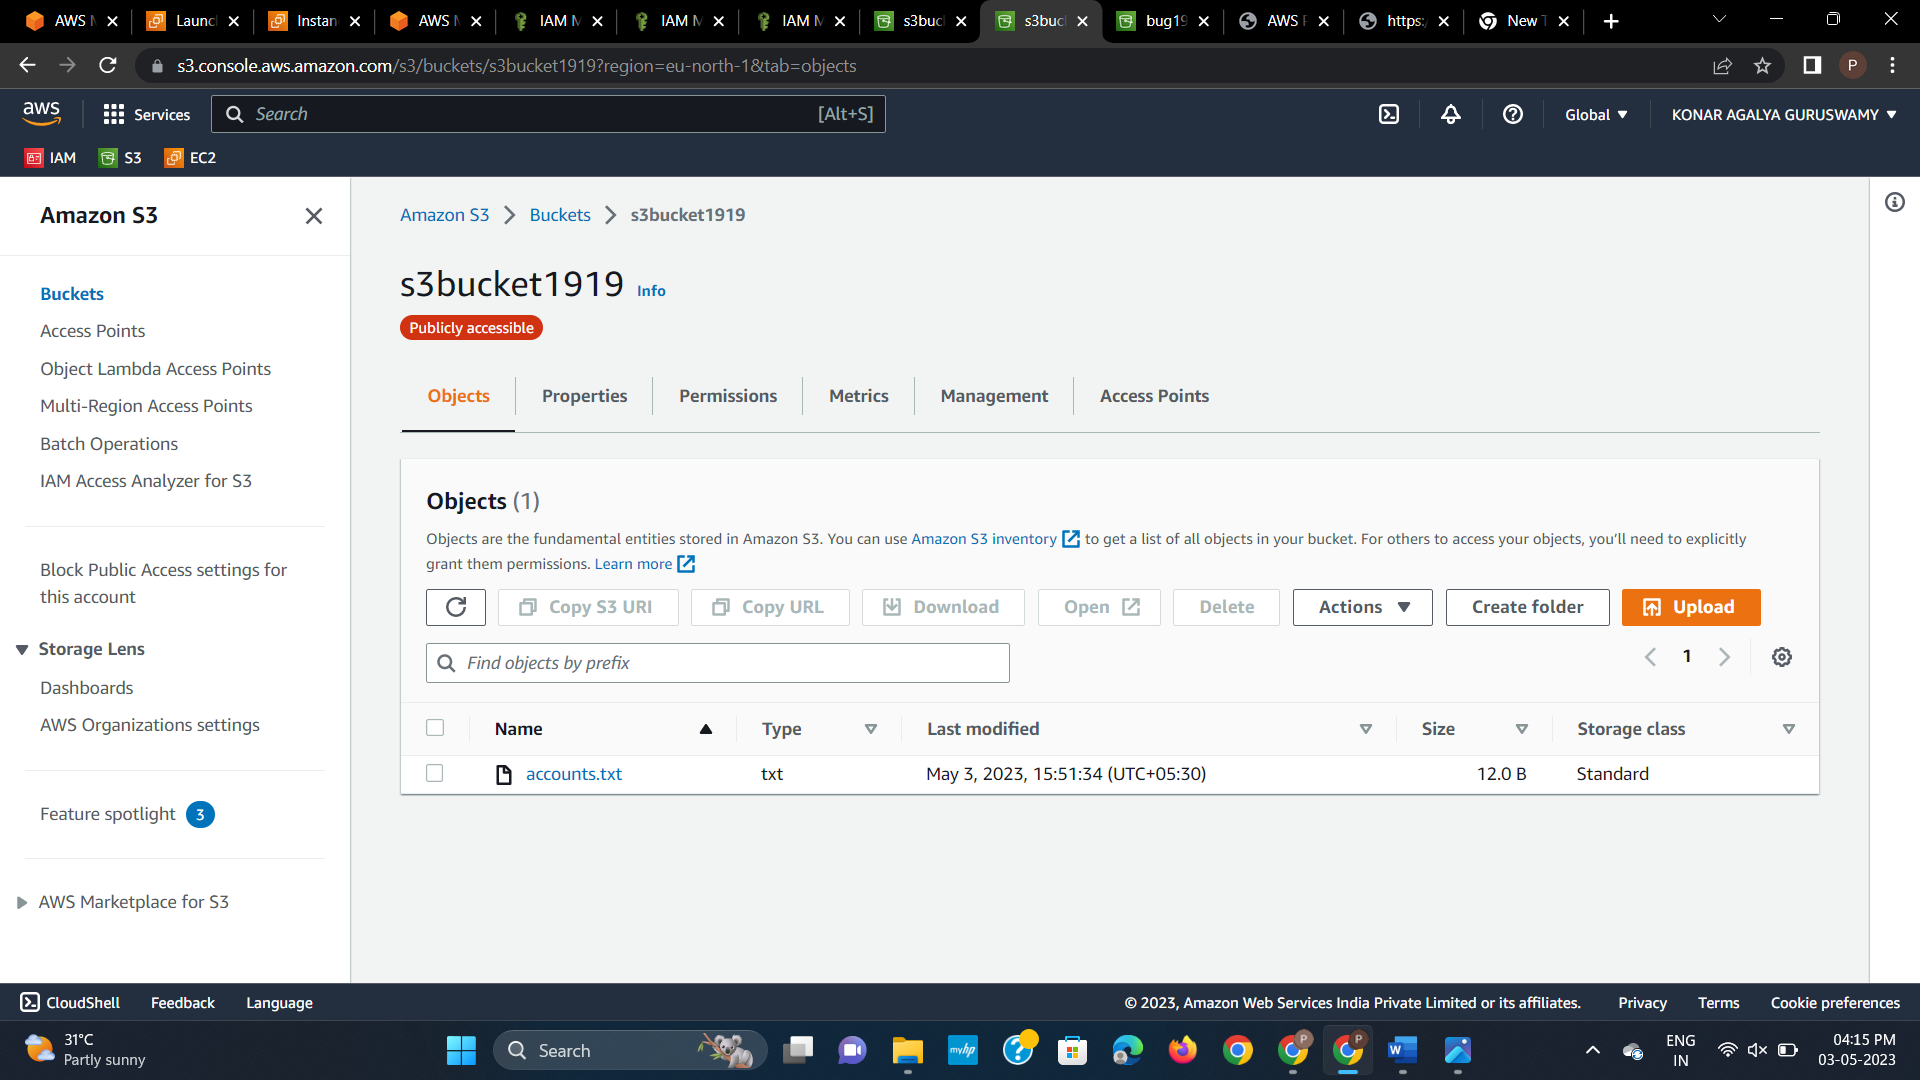 AWS M
Launc
Instan
AWS M
IAM M
IAM M
IAM M
s3buc
s3buc
bug19
AWS P
https:/
New T
s3.console.aws.amazon.com/s3/buckets/s3bucket1919?region=eu-north-1&tab=objects
P
aws
Services
Search
[Alt+S]
Global
KONAR AGALYA GURUSWAMY
IAM
S3
EC2
Amazon S3
Buckets
Access Points
Object Lambda Access Points
Multi-Region Access Points
Batch Operations
IAM Access Analyzer for S3
Block Public Access settings for
this account
Storage Lens
Dashboards
AWS Organizations settings
Feature spotlight 3
AWS Marketplace for S3
Amazon S3 > Buckets > s3bucket1919
s3bucket1919 Info
Publicly accessible
Objects
Properties
Permissions
Metrics
Management
Access Points
Objects (1)
Objects are the fundamental entities stored in Amazon S3. You can use Amazon S3 inventory to get a list of all objects in your bucket. For others to access your objects, you'll need to explicitly
grant them permissions. Learn more
Copy S3 URI
Copy URL
Download
Open
Delete
Actions
Create folder
Upload
Find objects by prefix
1
Name
Type
Last modified
Size
Storage class
accounts.txt
txt
May 3, 2023, 15:51:34 (UTC+05:30)
12.0 B
Standard
CloudShell
Feedback
Language
© 2023, Amazon Web Services India Private Limited or its affiliates.
Privacy
Terms
Cookie preferences
31°C
Partly sunny
Search
myhp
P
P
W
ENG
IN
04:15 PM
03-05-2023